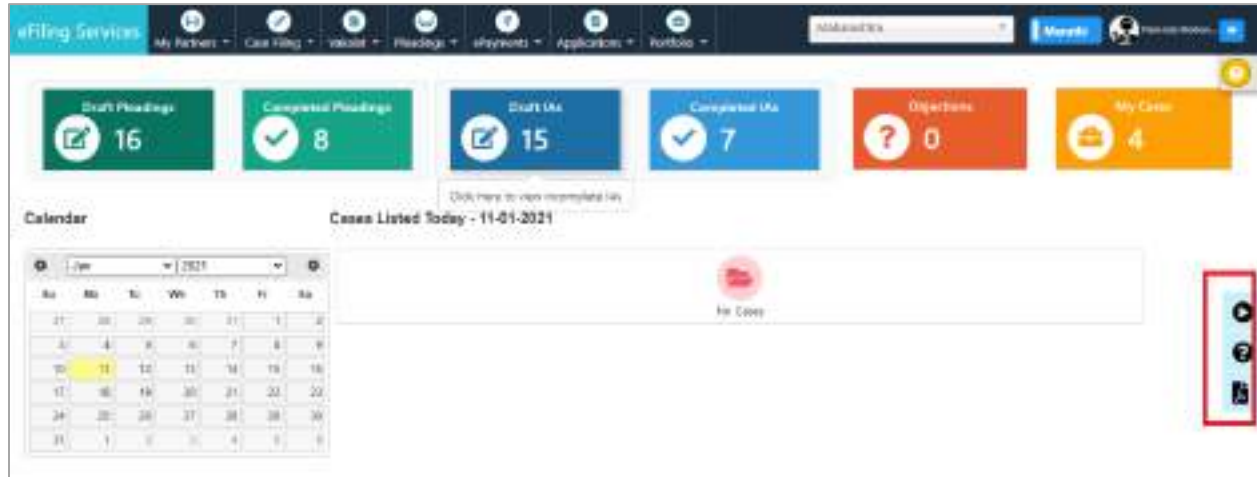 eFiling Services
My Partners
Case Filing
Vakalat
Pleadings
ePayments
Applications
Portfolio
Maharashtra
Draft Pleadings
16
Completed Pleadings
8
Draft IAs
15
Completed IAs
7
Objections
0
My Cases
4
Click here to view incomplete IAs
Calendar
Cases Listed Today - 11-01-2021
Jan 2021
Su Mo Tu We Th Fr Sa
27 28 29 30 31 1 2
3 4 5 6 7 8 9
10 11 12 13 14 15 16
17 18 19 20 21 22 23
24 25 26 27 28 29 30
31 1 2 3 4 5 6
No Cases